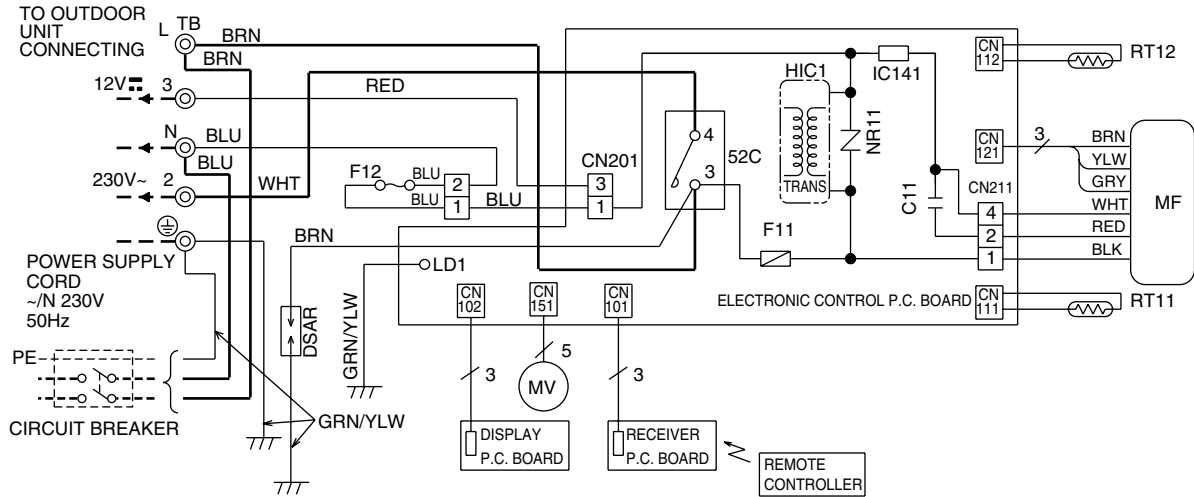 TO OUTDOOR
UNIT
CONNECTING
L TB
BRN
BRN
12V
3
RED
N
BLU
BLU
230V~ 2
WHT
F12
BLU
2
BLU
1
BLU
CN201
3
1
BRN
4
3
52C
HIC1
TRANS
NR11
IC141
C11
F11
CN
112
RT12
CN
121
3
BRN
YLW
GRY
CN211
4
WHT
2
RED
1
BLK
MF
ELECTRONIC CONTROL P.C. BOARD
CN
111
RT11
POWER SUPPLY
CORD
~/N 230V
50Hz
PE
CIRCUIT BREAKER
GRN/YLW
DSAR
GRN/YLW
LD1
CN
102
CN
151
CN
101
3
5
3
MV
DISPLAY
P.C. BOARD
RECEIVER
P.C. BOARD
REMOTE
CONTROLLER